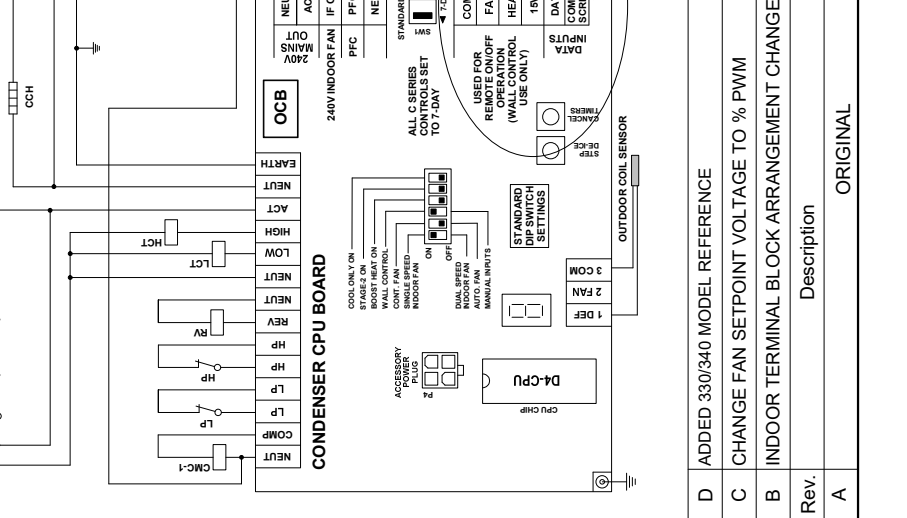 CCH
240V
MAINS
OUT
240V INDOOR FAN
PFC
STANDARD
SW1
ALL C SERIES
CONTROLS SET
TO 7-DAY
USED FOR
REMOTE ON/OFF
OPERATION
(WALL CONTROL
USE ONLY)
DATA
INPUTS
OCB
CANCEL
TIMERS
STEP
DE-ICE
EARTH
NEUT
ACT
HIGH
LOW
NEUT
NEUT
REV
HP
HP
LP
LP
COMP
NEUT
HCT
LCT
RV
HP
LP
CMC-1
CONDENSER CPU BOARD
COOL ONLY ON
STAGE-2 ON
BOOST HEAT ON
WALL CONTROL
CONT. FAN
SINGLE SPEED
INDOOR FAN
ON
OFF
DUAL SPEED
INDOOR FAN
AUTO. FAN
MANUAL INPUTS
STANDARD
DIP SWITCH
SETTINGS
OUTDOOR COIL SENSOR
3 COM
2 FAN
1 DEF
ACCESSORY
POWER
PLUG
P4
D4-CPU
CPU CHIP
D ADDED 330/340 MODEL REFERENCE
C CHANGE FAN SETPOINT VOLTAGE TO % PWM
B INDOOR TERMINAL BLOCK ARRANGEMENT CHANGE
Rev. Description
A ORIGINAL